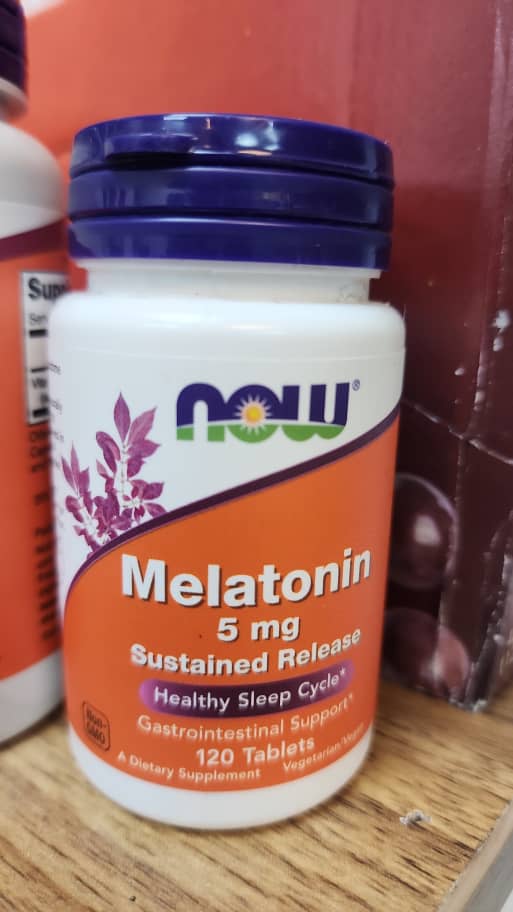 now®
Melatonin
5 mg
Sustained Release
Healthy Sleep Cycle*
Gastrointestinal Support*
120 Tablets
A Dietary Supplement Vegetarian/Vegan
Non-
GMO